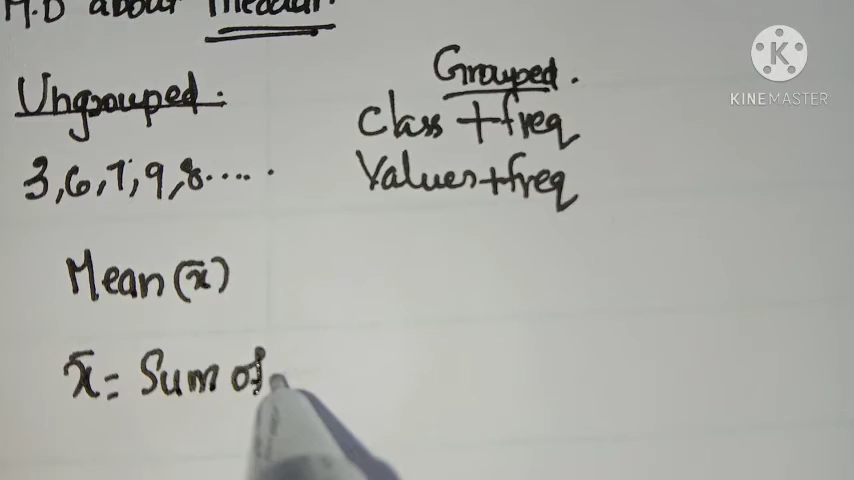 M.D about median.
Ungrouped.
3,6,7,9,8.....
Grouped.
Class + freq
Values + freq
Mean (x̄)
x̄ = Sum of
K
KINEMASTER